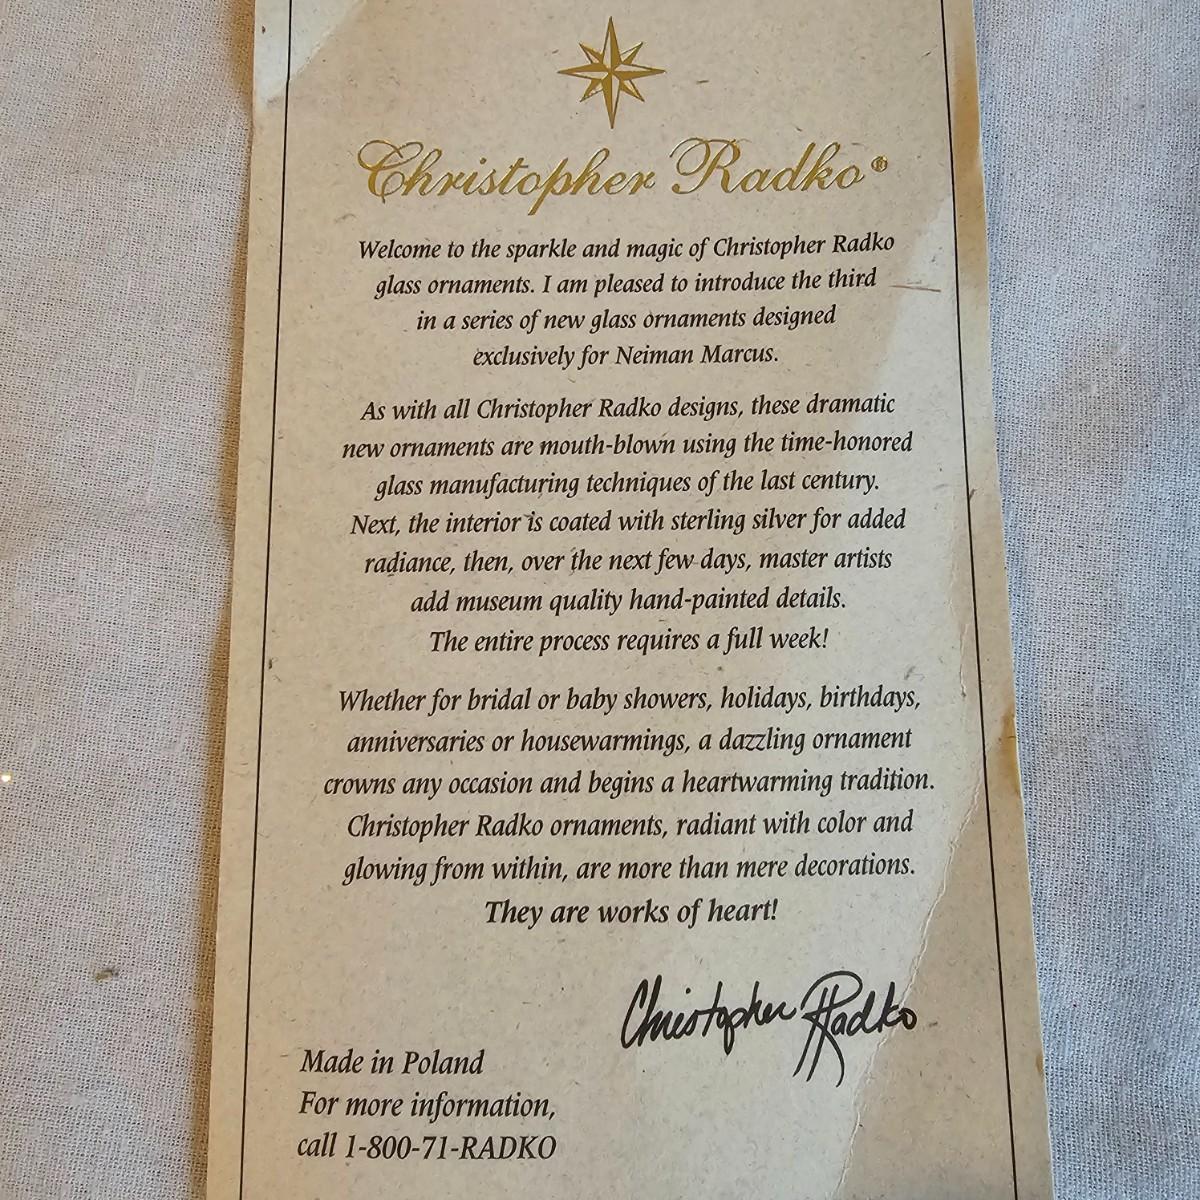 Christopher Radko®
Welcome to the sparkle and magic of Christopher Radko
glass ornaments. I am pleased to introduce the third
in a series of new glass ornaments designed
exclusively for Neiman Marcus.
As with all Christopher Radko designs, these dramatic
new ornaments are mouth-blown using the time-honored
glass manufacturing techniques of the last century.
Next, the interior is coated with sterling silver for added
radiance, then, over the next few days, master artists
add museum quality hand-painted details.
The entire process requires a full week!
Whether for bridal or baby showers, holidays, birthdays,
anniversaries or housewarmings, a dazzling ornament
crowns any occasion and begins a heartwarming tradition.
Christopher Radko ornaments, radiant with color and
glowing from within, are more than mere decorations.
They are works of heart!
Christopher Radko
Made in Poland
For more information,
call 1-800-71-RADKO